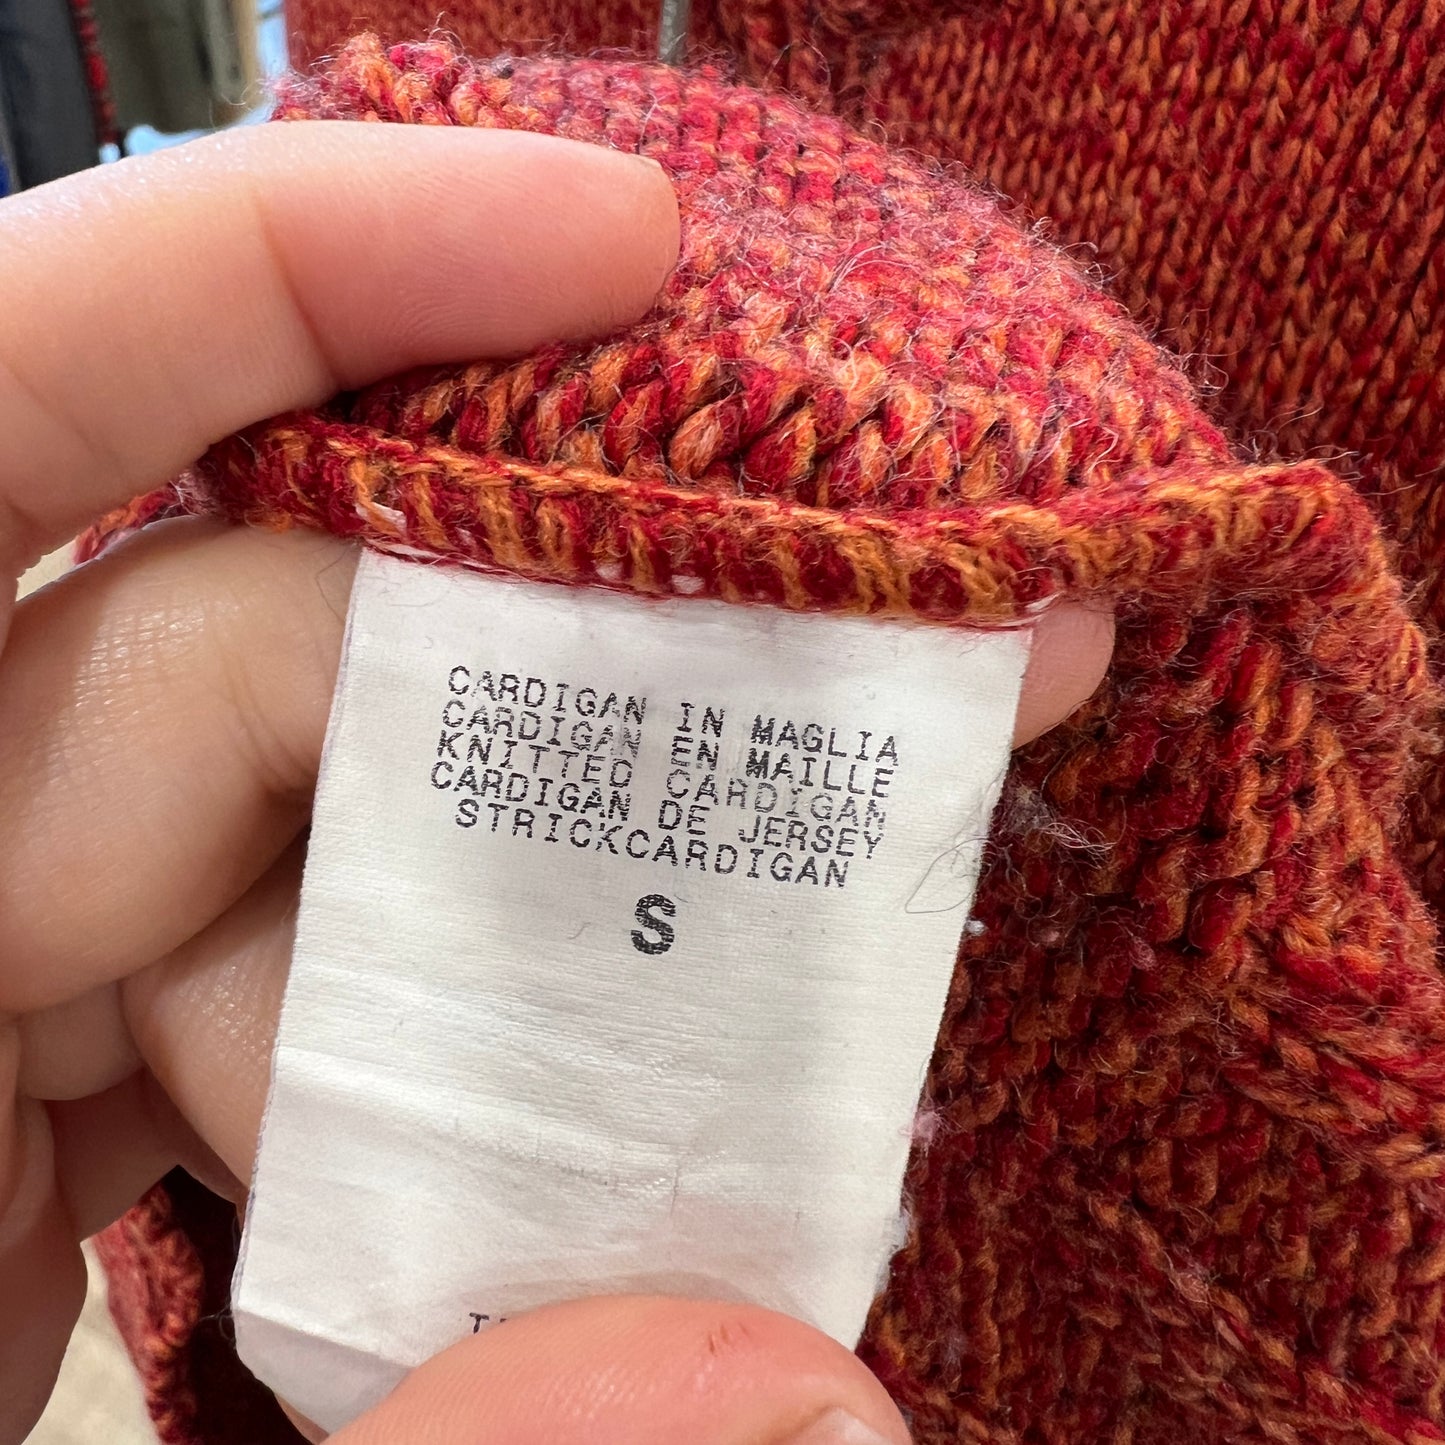 CARDIGAN IN MAGLIA
CARDIGAN EN MAILLE
KNITTED CARDIGAN
CARDIGAN DE JERSEY
STRICKCARDIGAN
S